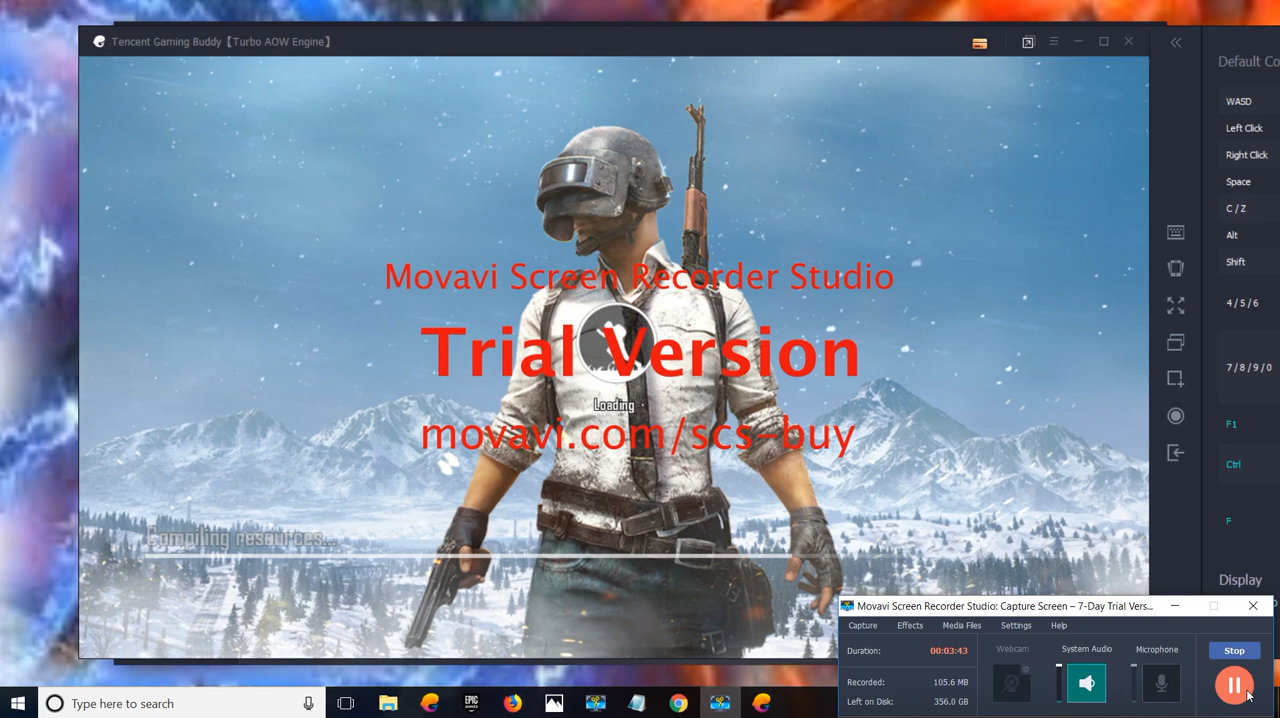 Tencent Gaming Buddy【Turbo AOW Engine】
Default Co
WASD
Left Click
Right Click
Space
C / Z
Alt
Shift
4 / 5 / 6
7 / 8 / 9 / 0
F1
Ctrl
F
Display
Movavi Screen Recorder Studio
Trial Version
Loading
movavi.com/scs-buy
Compiling resources...
Movavi Screen Recorder Studio: Capture Screen – 7-Day Trial Vers...
Capture Effects Media Files Settings Help
Duration: 00:03:43
Webcam System Audio Microphone
Stop
Recorded: 105.6 MB
Left on Disk: 356.0 GB
Type here to search
EPIC
GAMES